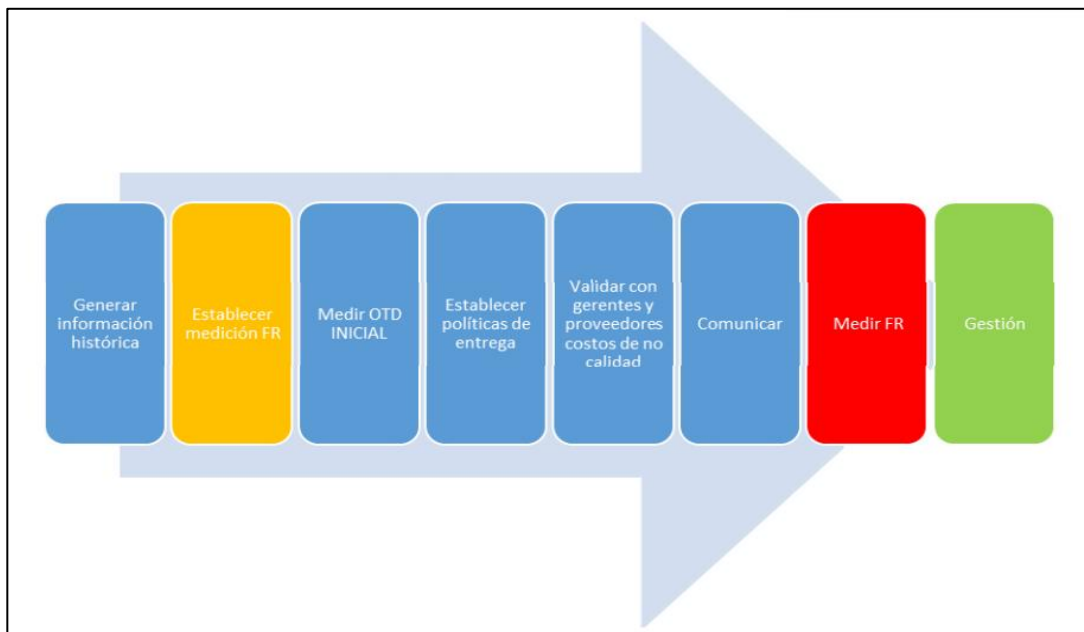 Generar
información
histórica
Establecer
medición FR
Medir OTD
INICIAL
Establecer
políticas de
entrega
Validar con
gerentes y
proveedores
costos de no
calidad
Comunicar
Medir FR
Gestión